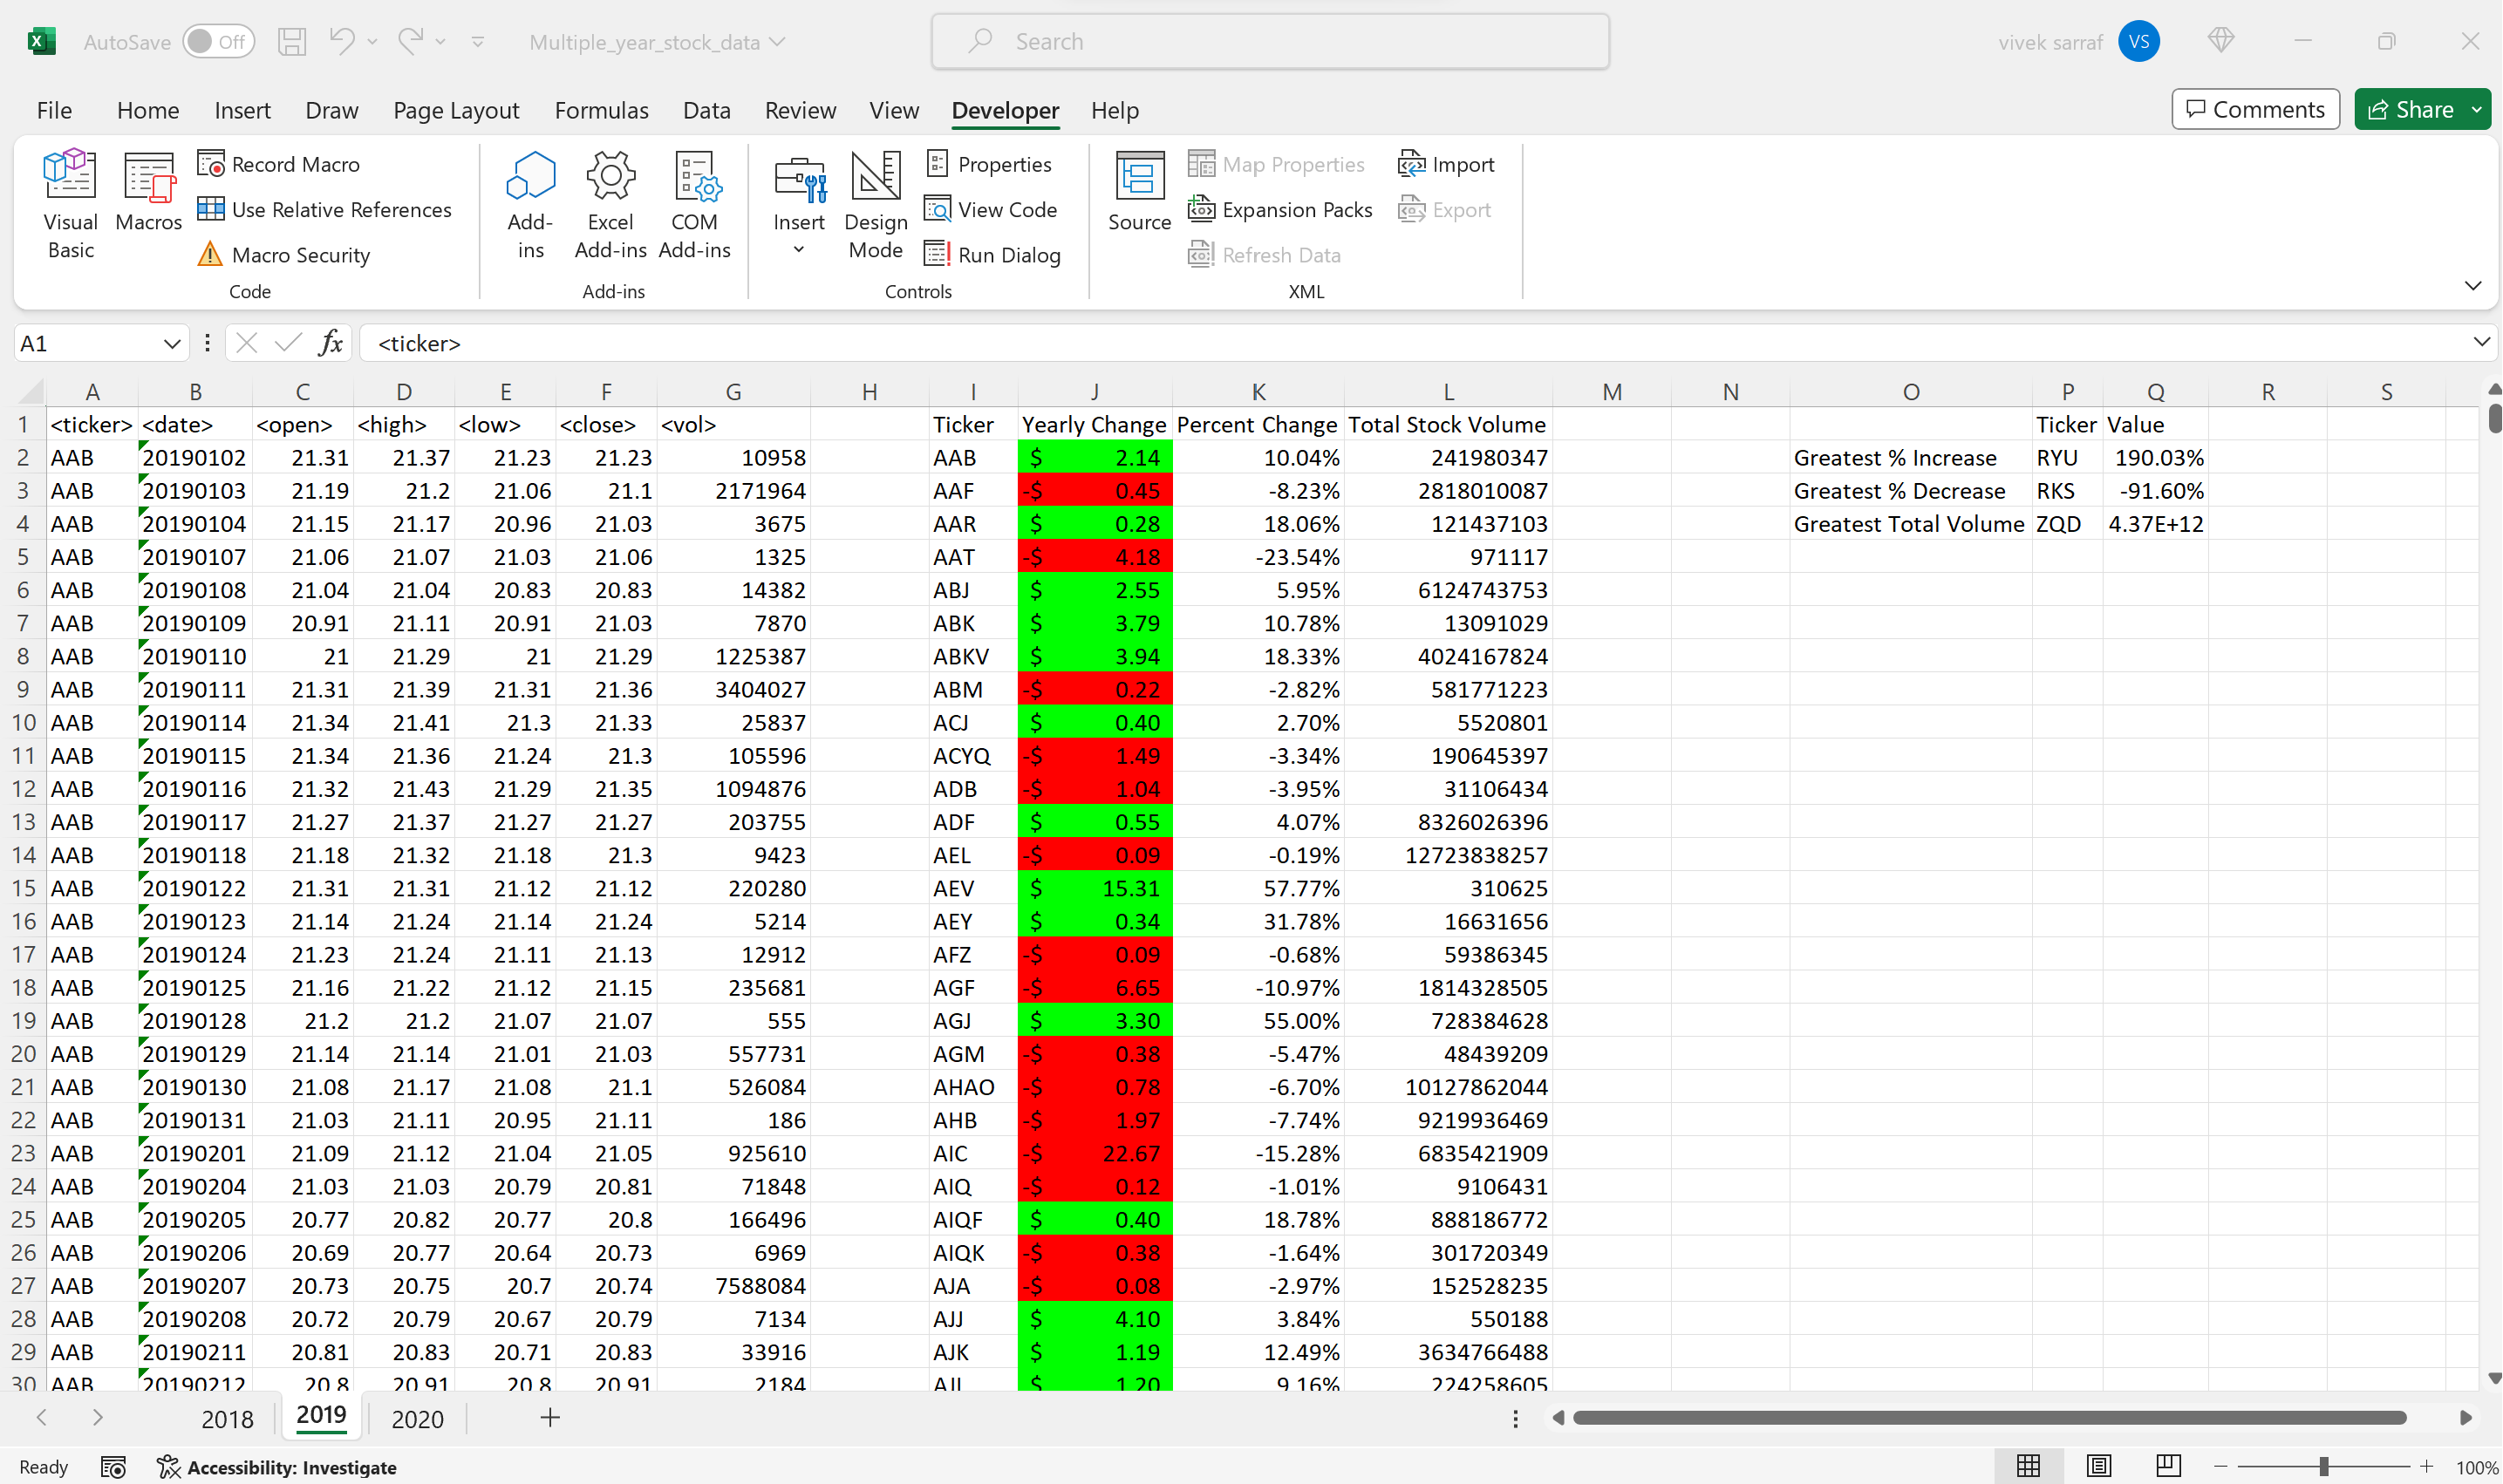 AutoSave Off Multiple_year_stock_data Search vivek sarraf VS
File Home Insert Draw Page Layout Formulas Data Review View Developer Help Comments Share
Visual Basic Macros Record Macro Use Relative References Macro Security Code
Add-ins Excel Add-ins COM Add-ins Add-ins
Insert Design Mode Properties View Code Run Dialog Controls
Source Map Properties Expansion Packs Refresh Data Import Export XML
A1 fx <ticker>
A B C D E F G H I J K L M N O P Q R S
1 <ticker> <date> <open> <high> <low> <close> <vol> Ticker Yearly Change Percent Change Total Stock Volume Ticker Value
2 AAB 20190102 21.31 21.37 21.23 21.23 10958 AAB $ 2.14 10.04% 241980347 Greatest % Increase RYU 190.03%
3 AAB 20190103 21.19 21.2 21.06 21.1 2171964 AAF -$ 0.45 -8.23% 2818010087 Greatest % Decrease RKS -91.60%
4 AAB 20190104 21.15 21.17 20.96 21.03 3675 AAR $ 0.28 18.06% 121437103 Greatest Total Volume ZQD 4.37E+12
5 AAB 20190107 21.06 21.07 21.03 21.06 1325 AAT -$ 4.18 -23.54% 971117
6 AAB 20190108 21.04 21.04 20.83 20.83 14382 ABJ $ 2.55 5.95% 6124743753
7 AAB 20190109 20.91 21.11 20.91 21.03 7870 ABK $ 3.79 10.78% 13091029
8 AAB 20190110 21 21.29 21 21.29 1225387 ABKV $ 3.94 18.33% 4024167824
9 AAB 20190111 21.31 21.39 21.31 21.36 3404027 ABM -$ 0.22 -2.82% 581771223
10 AAB 20190114 21.34 21.41 21.3 21.33 25837 ACJ $ 0.40 2.70% 5520801
11 AAB 20190115 21.34 21.36 21.24 21.3 105596 ACYQ -$ 1.49 -3.34% 190645397
12 AAB 20190116 21.32 21.43 21.29 21.35 1094876 ADB -$ 1.04 -3.95% 31106434
13 AAB 20190117 21.27 21.37 21.27 21.27 203755 ADF $ 0.55 4.07% 8326026396
14 AAB 20190118 21.18 21.32 21.18 21.3 9423 AEL -$ 0.09 -0.19% 12723838257
15 AAB 20190122 21.31 21.31 21.12 21.12 220280 AEV $ 15.31 57.77% 310625
16 AAB 20190123 21.14 21.24 21.14 21.24 5214 AEY $ 0.34 31.78% 16631656
17 AAB 20190124 21.23 21.24 21.11 21.13 12912 AFZ -$ 0.09 -0.68% 59386345
18 AAB 20190125 21.16 21.22 21.12 21.15 235681 AGF -$ 6.65 -10.97% 1814328505
19 AAB 20190128 21.2 21.2 21.07 21.07 555 AGJ $ 3.30 55.00% 728384628
20 AAB 20190129 21.14 21.14 21.01 21.03 557731 AGM -$ 0.38 -5.47% 48439209
21 AAB 20190130 21.08 21.17 21.08 21.1 526084 AHAO -$ 0.78 -6.70% 10127862044
22 AAB 20190131 21.03 21.11 20.95 21.11 186 AHB -$ 1.97 -7.74% 9219936469
23 AAB 20190201 21.09 21.12 21.04 21.05 925610 AIC -$ 22.67 -15.28% 6835421909
24 AAB 20190204 21.03 21.03 20.79 20.81 71848 AIQ -$ 0.12 -1.01% 9106431
25 AAB 20190205 20.77 20.82 20.77 20.8 166496 AIQF $ 0.40 18.78% 888186772
26 AAB 20190206 20.69 20.77 20.64 20.73 6969 AIQK -$ 0.38 -1.64% 301720349
27 AAB 20190207 20.73 20.75 20.7 20.74 7588084 AJA -$ 0.08 -2.97% 152528235
28 AAB 20190208 20.72 20.79 20.67 20.79 7134 AJJ $ 4.10 3.84% 550188
29 AAB 20190211 20.81 20.83 20.71 20.83 33916 AJK $ 1.19 12.49% 3634766488
30 AAB 20190212 20.8 20.91 20.8 20.91 2184 $ 1.20 9.16% 224258605
2018 2019 2020
Ready Accessibility: Investigate 100%